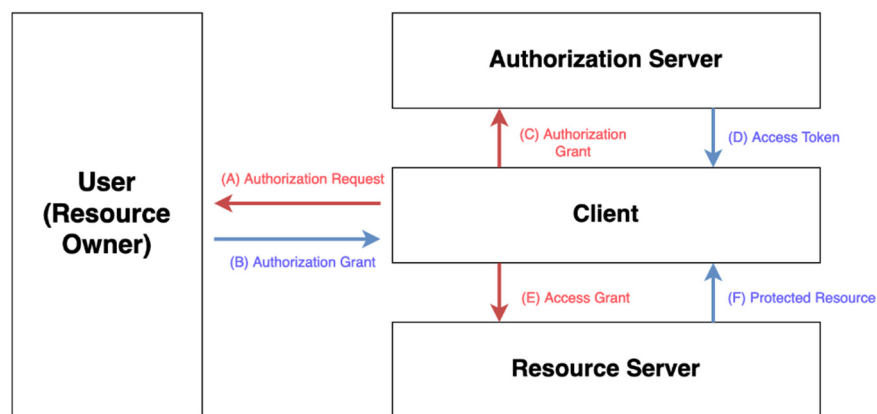 Authorization Server
(C) Authorization
Grant
(D) Access Token
User
(Resource
Owner)
(A) Authorization Request
(B) Authorization Grant
Client
(E) Access Grant
(F) Protected Resource
Resource Server